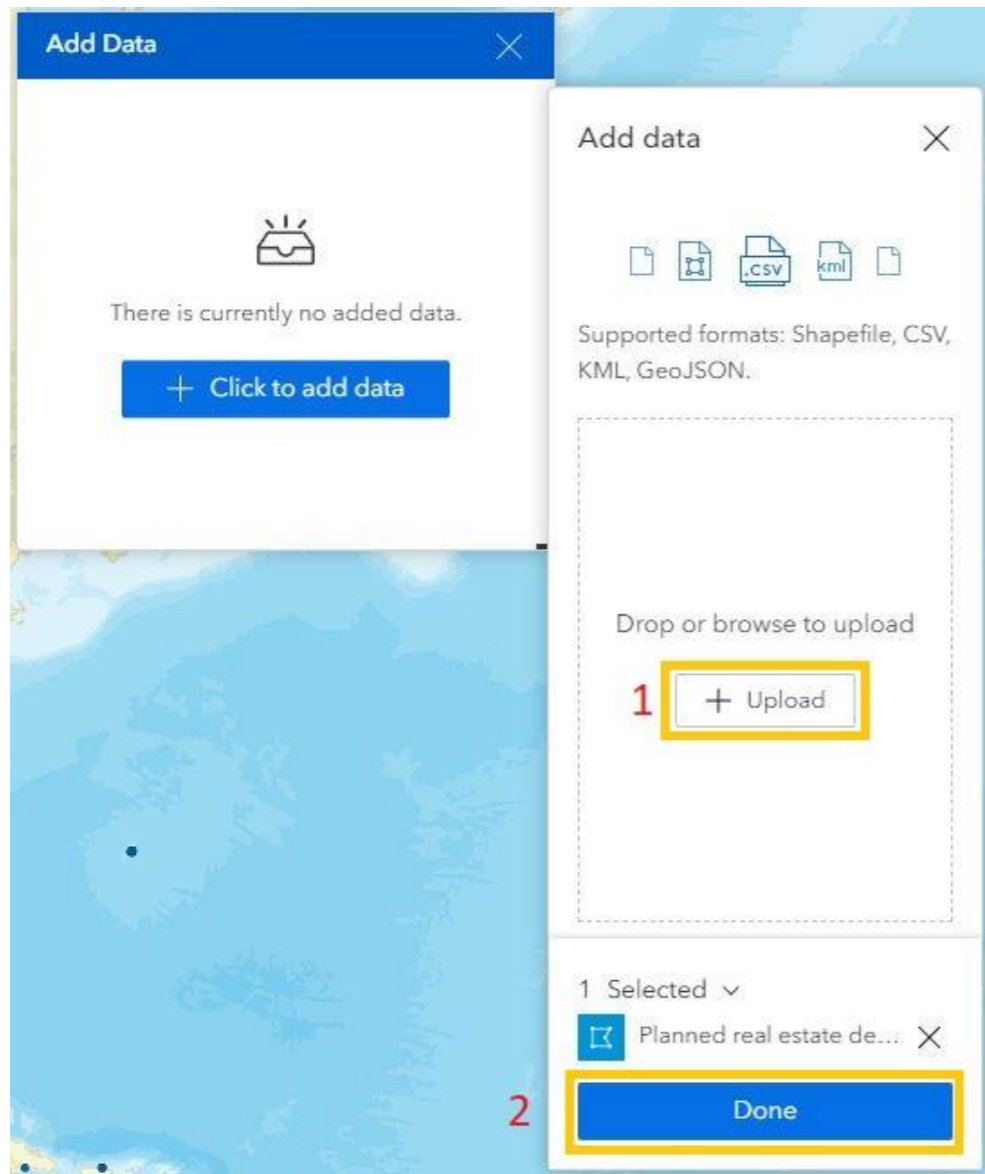 Add Data
There is currently no added data.
+ Click to add data
Add data
.csv
kml
Supported formats: Shapefile, CSV,
KML, GeoJSON.
Drop or browse to upload
1
+ Upload
1 Selected
Planned real estate de...
2
Done